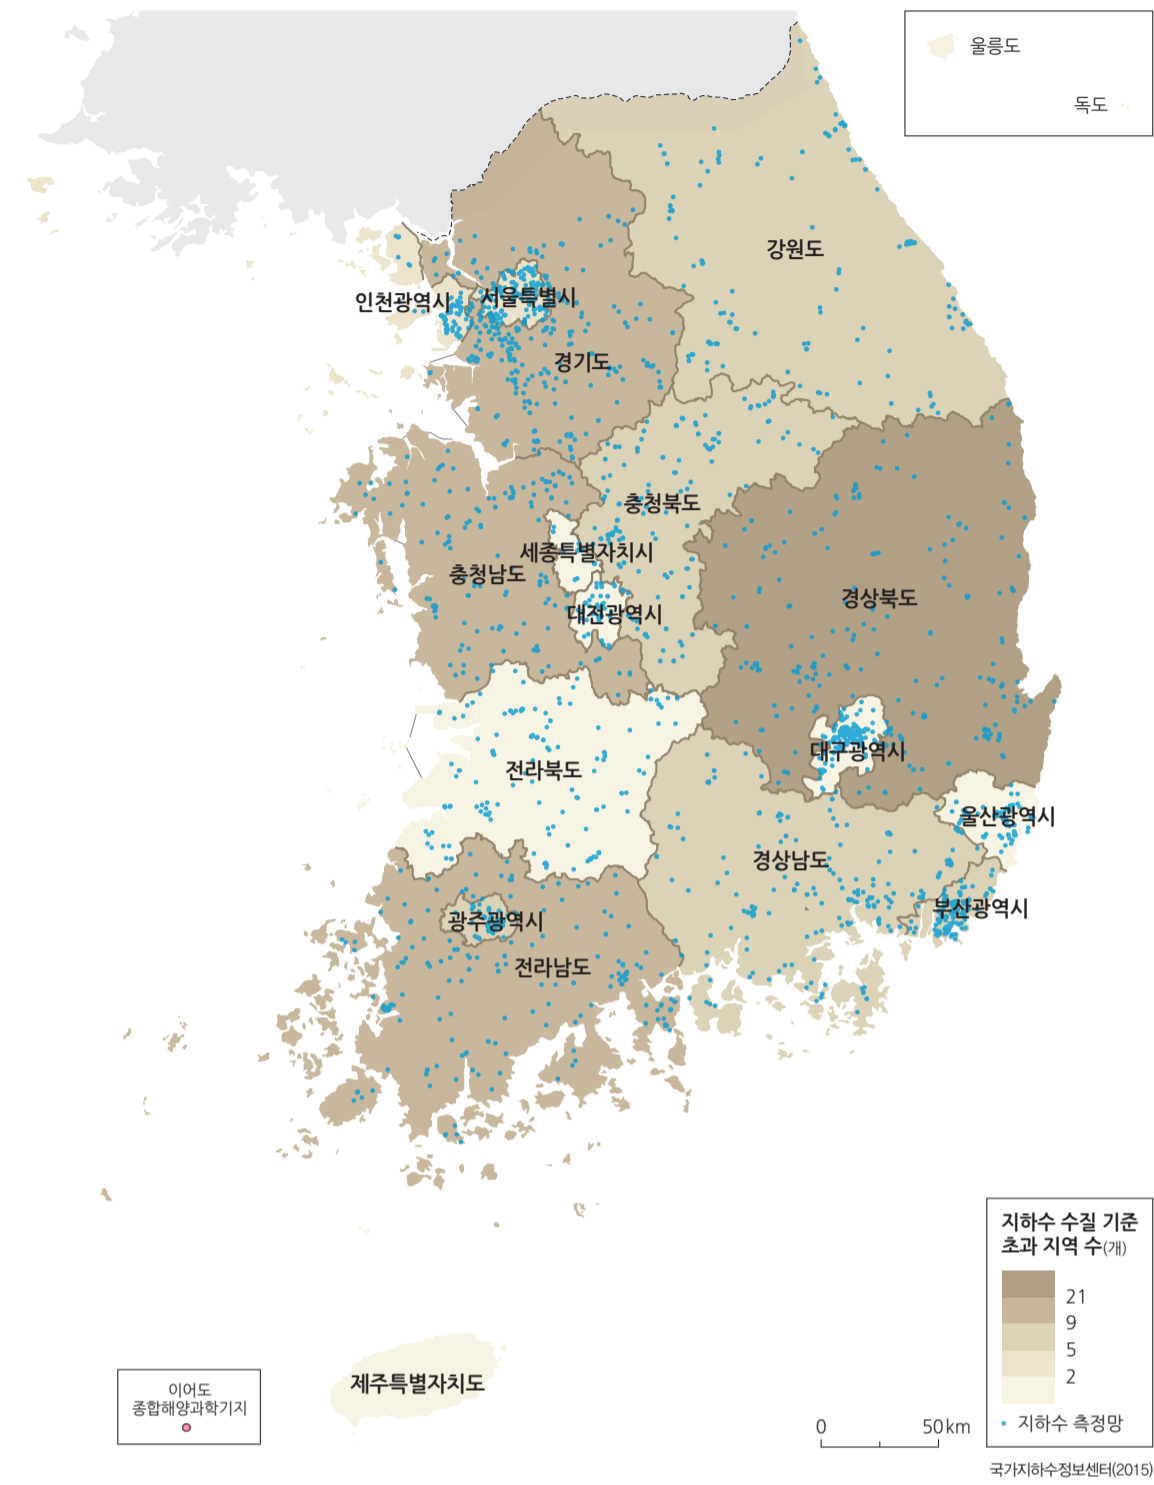 울릉도
독도
강원도
인천광역시
서울특별시
경기도
충청북도
세종특별자치시
충청남도
경상북도
대전광역시
대구광역시
전라북도
울산광역시
경상남도
부산광역시
광주광역시
전라남도
제주특별자치도
이어도
종합해양과학기지
지하수 수질 기준
초과 지역 수(개)
21
9
5
2
지하수 측정망
0 50 km
국가지하수정보센터(2015)